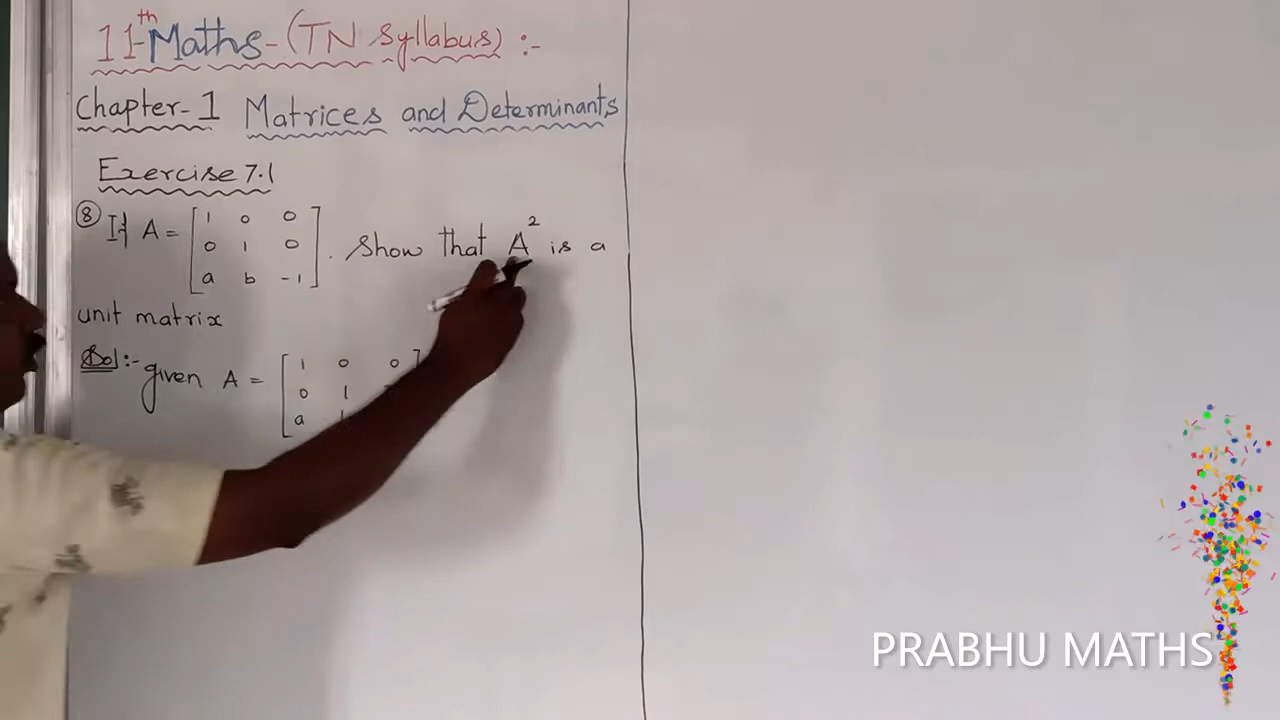 11th Maths - (TN Syllabus) :-
Chapter - 1 Matrices and Determinants
Exercise 7.1
⑧ If A = [1 0 0
0 1 0
a b -1] . Show that A² is a
unit matrix
Sol :- given A = [1 0 0]
0 1
a
PRABHU MATHS